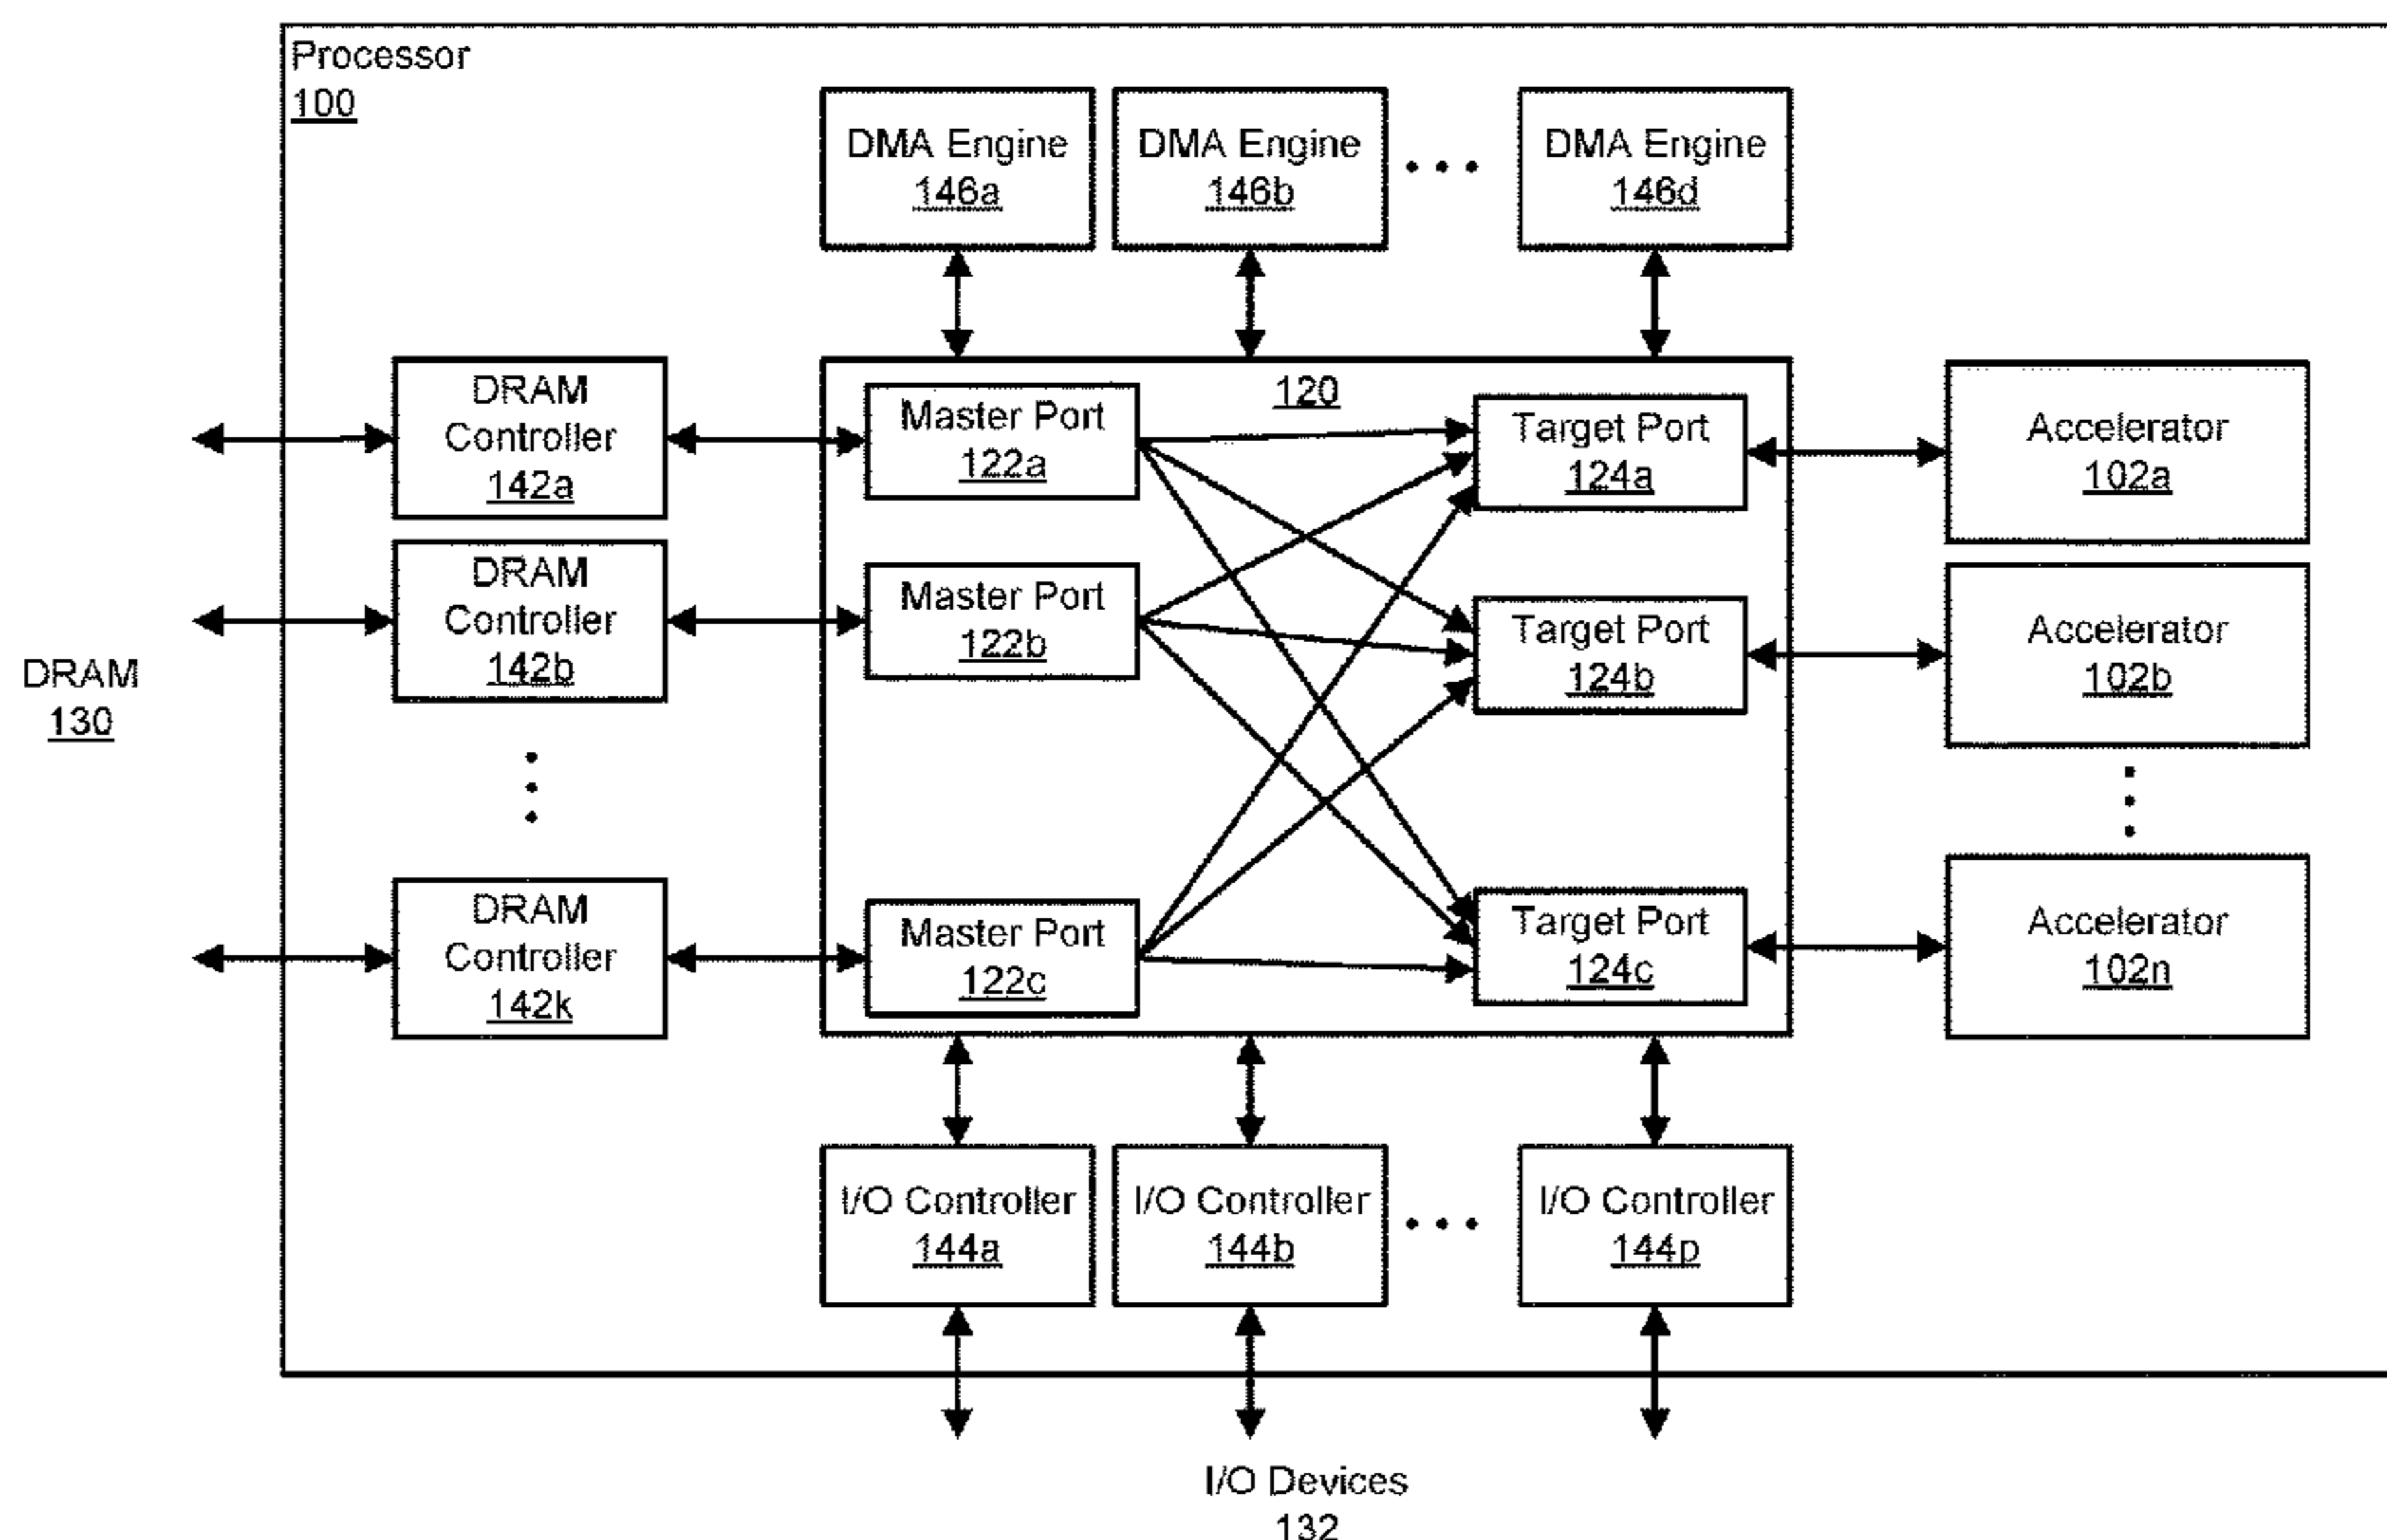 Processor
100
DMA Engine
146a
DMA Engine
146b
DMA Engine
146d
DRAM
Controller
142a
120
Master Port
122a
Target Port
124a
Accelerator
102a
DRAM
Controller
142b
Master Port
122b
Target Port
124b
Accelerator
102b
DRAM
130
DRAM
Controller
142k
Master Port
122c
Target Port
124c
Accelerator
102n
I/O Controller
144a
I/O Controller
144b
I/O Controller
144p
I/O Devices
132